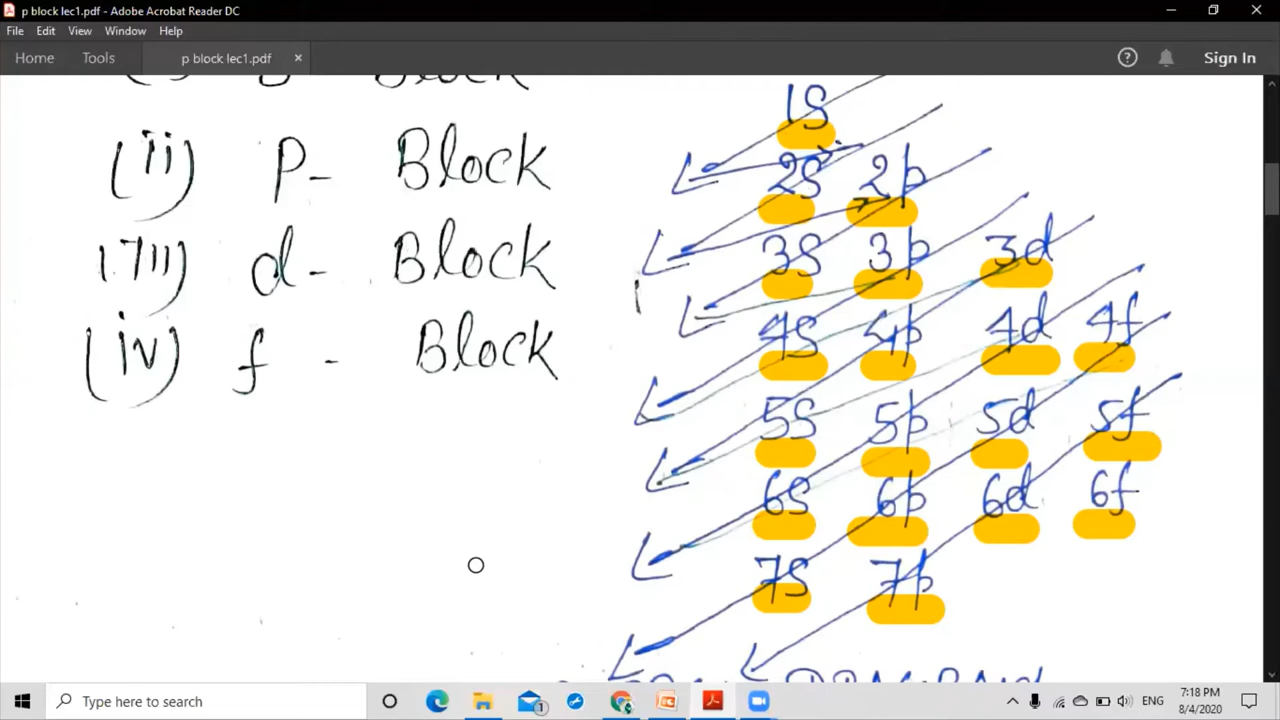 p block lec1.pdf - Adobe Acrobat Reader DC
File Edit View Window Help
Home Tools p block lec1.pdf × Sign In
Block
(ii) p- Block
(iii) d- Block
(iv) f - Block
1S
2S 2p
3S 3p 3d
4S 4p 4d 4f
5S 5p 5d 5f
6S 6p 6d 6f
7S 7p
Type here to search
ENG
7:18 PM
8/4/2020